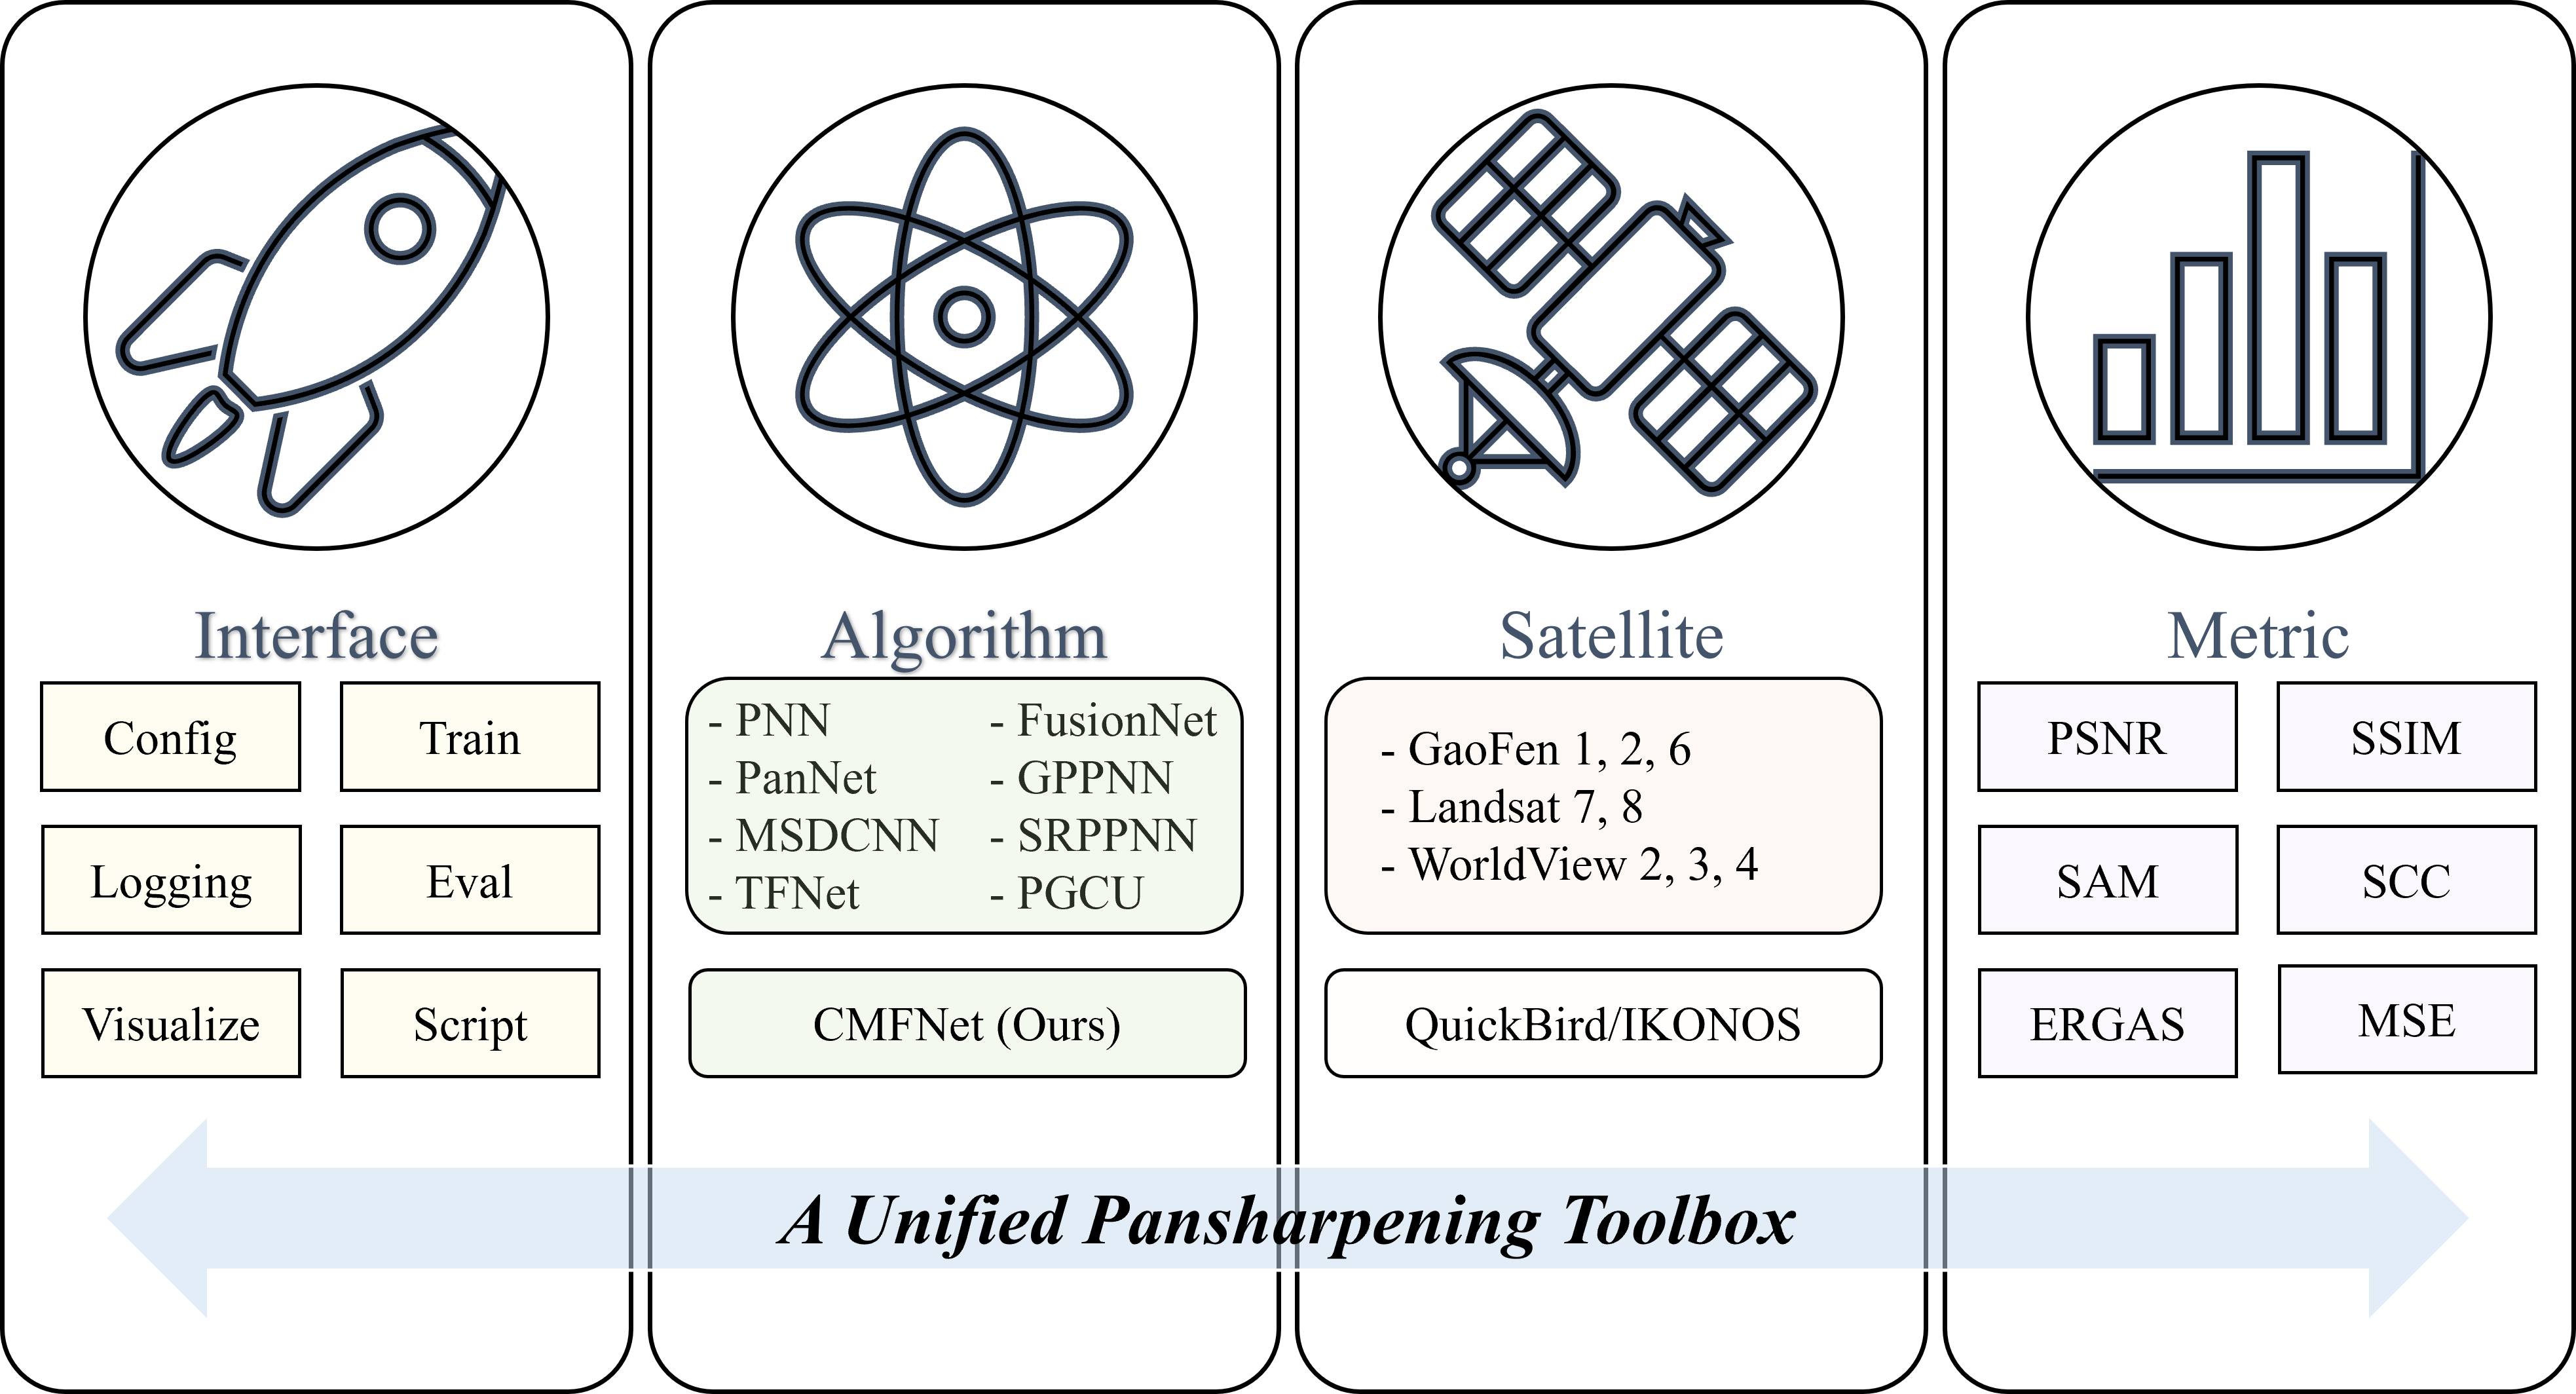 Interface
Config
Train
Logging
Eval
Visualize
Script
Algorithm
- PNN
- PanNet
- MSDCNN
- TFNet
- FusionNet
- GPPNN
- SRPPNN
- PGCU
CMFNet (Ours)
Satellite
- GaoFen 1, 2, 6
- Landsat 7, 8
- WorldView 2, 3, 4
QuickBird/IKONOS
Metric
PSNR
SSIM
SAM
SCC
ERGAS
MSE
A Unified Pansharpening Toolbox